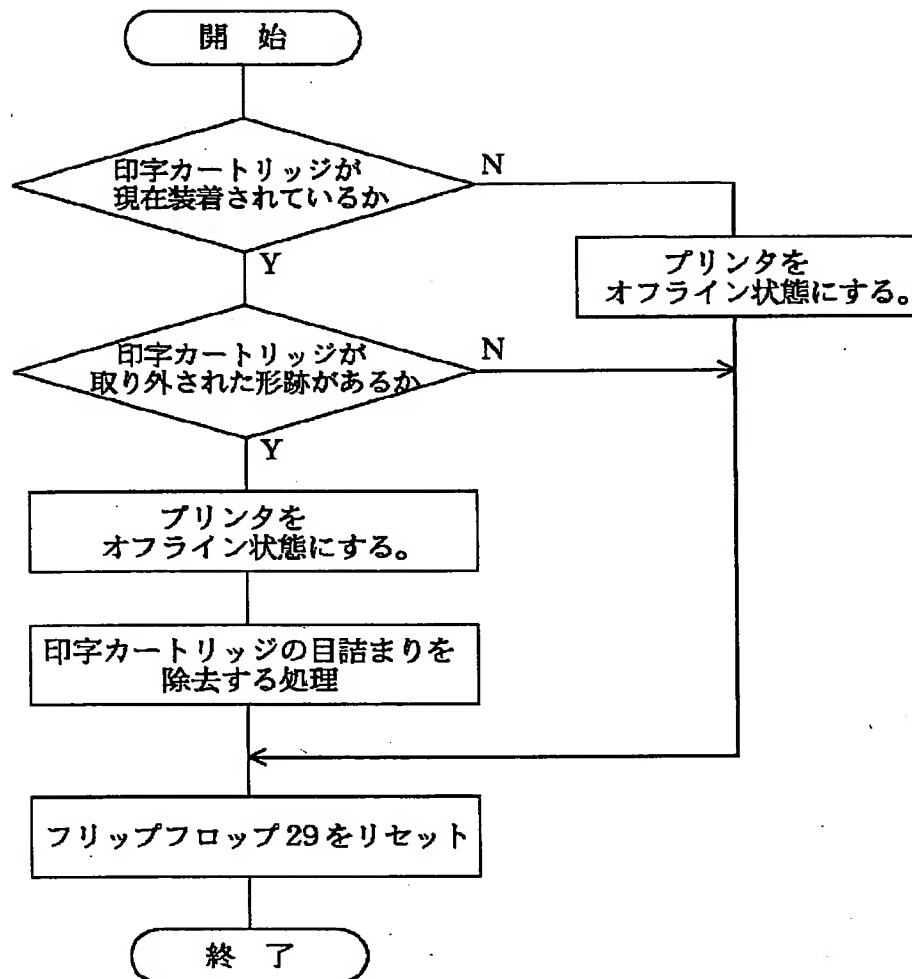 開 始
印字カートリッジが
現在装着されているか
N
Y
プリンタを
オフライン状態にする。
印字カートリッジが
取り外された形跡があるか
N
Y
プリンタを
オフライン状態にする。
印字カートリッジの目詰まりを
除去する処理
フリップフロップ29をリセット
終 了